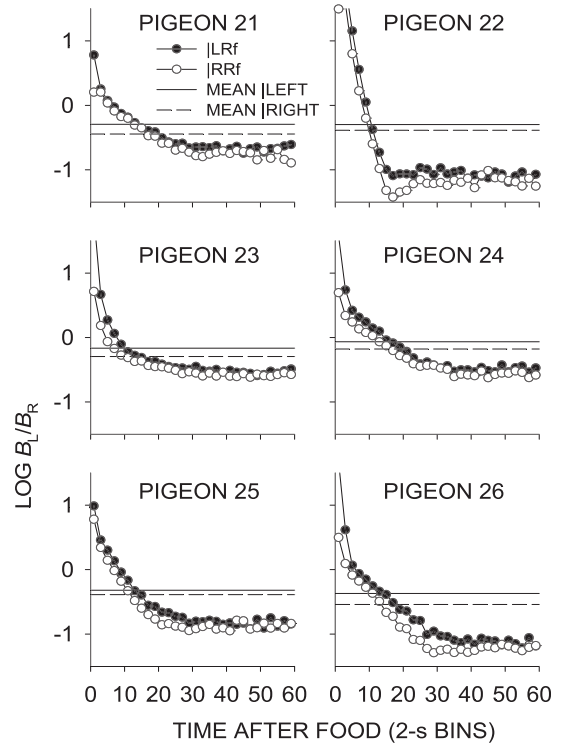 PIGEON 21
|LRf
|RRf
MEAN |LEFT
MEAN |RIGHT
PIGEON 22
1
0
-1
PIGEON 23
PIGEON 24
1
0
-1
PIGEON 25
PIGEON 26
1
0
-1
LOG B_L/B_R
0 10 20 30 40 50 60
0 10 20 30 40 50 60
TIME AFTER FOOD (2-s BINS)